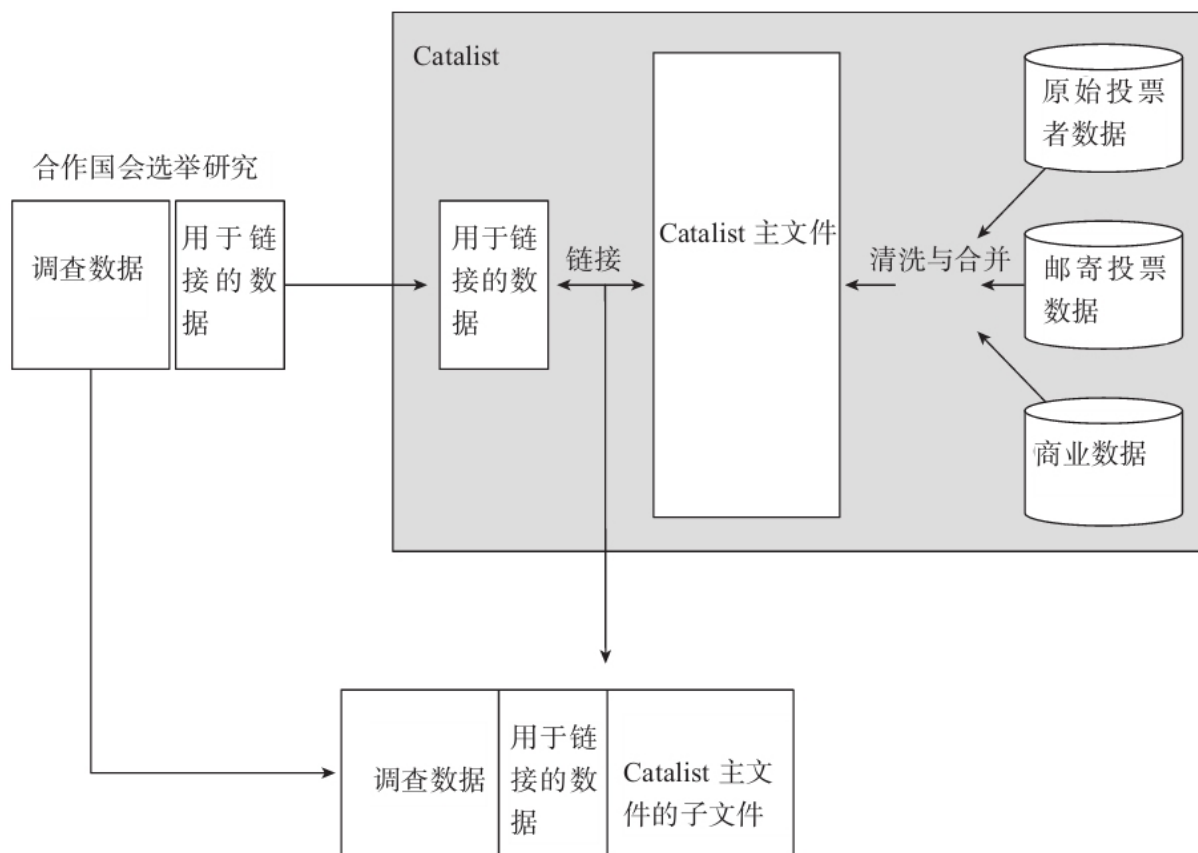 Catalist
原始投票
者数据
合作国会选举研究
调查数据
用于链
接的数
据
用于链
接的数
据
链接
Catalist 主文件
清洗与合并
邮寄投票
数据
商业数据
调查数据
用于链
接的数
据
Catalist 主文
件的子文件